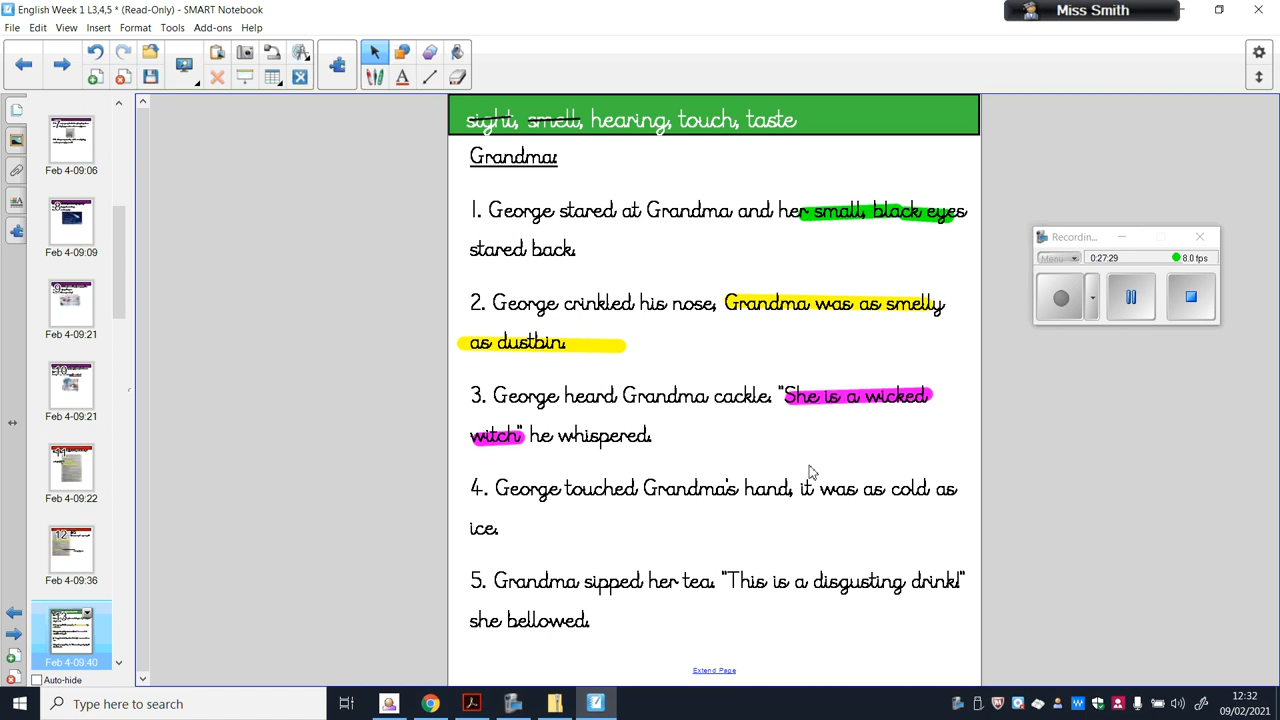 English Week 1 L3,4,5 * (Read-Only) - SMART Notebook
Miss Smith
File Edit View Insert Format Tools Add-ons Help
sight, smell, hearing, touch, taste
Grandma:
1. George stared at Grandma and her small, black eyes
stared back.
2. George crinkled his nose, Grandma was as smelly
as dustbin.
3. George heard Grandma cackle. "She is a wicked
witch" he whispered.
4. George touched Grandma's hand, it was as cold as
ice.
5. Grandma sipped her tea. "This is a disgusting drink!"
she bellowed.
Extend Page
Feb 4-09:06
Feb 4-09:09
Feb 4-09:21
Feb 4-09:21
Feb 4-09:22
Feb 4-09:36
Feb 4-09:40
Auto-hide
Recordin...
Menu
0:27:29
8.0 fps
Type here to search
12:32
09/02/2021